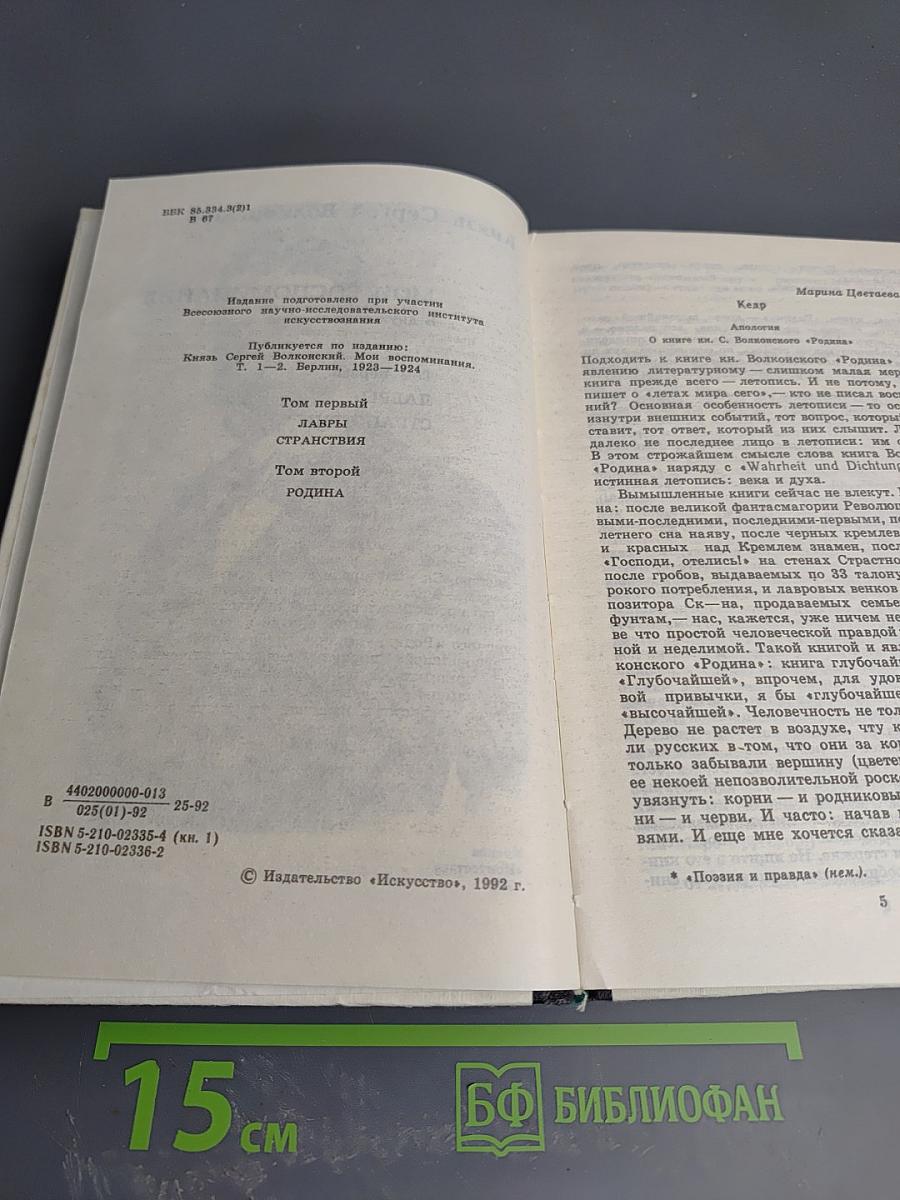 ББК 85.334.3(2)1
В 67
Издание подготовлено при участии
Всесоюзного научно-исследовательского института
искусствознания
Публикуется по изданию:
Князь Сергей Волконский. Мои воспоминания.
Т. 1—2. Берлин, 1923—1924
Том первый
ЛАВРЫ
СТРАНСТВИЯ
Том второй
РОДИНА
В 4402000000-013
025(01)-92 25-92
ISBN 5-210-02335-4 (кн. 1)
ISBN 5-210-02336-2
© Издательство «Искусство», 1992 г.
Марина Цветаева
Кедр
Апология
О книге кн. С. Волконского «Родина»
Подходить к книге кн. Волконского «Родина»
явлению литературному — слишком малая мер
книга прежде всего — летопись. И не потому,
пишет о «летах мира сего»,— кто не писал вос
ний? Основная особенность летописи — то ос
изнутри внешних событий, тот вопрос, который
ставит, тот ответ, который из них слышит. Л
далеко не последнее лицо в летописи: им
В этом строжайшем смысле слова книга Во
«Родина» наряду с «Wahrheit und Dichtung
истинная летопись: века и духа.
Вымышленные книги сейчас не влекут.
на: после великой фантасмагории Революц
выми-последними, последними-первыми, по
летнего сна наяву, после черных кремлев
и красных над Кремлем знамен, посл
«Господи, отелись!» на стенах Страстно
после гробов, выдаваемых по 33 талону
рокого потребления, и лавровых венков
позитора Ск—на, продаваемых семье
фунтам,— нас, кажется, уже ничем не
ве что простой человеческой правдой
ной и неделимой. Такой книгой и явл
конского «Родина»: книга глубочай
«Глубочайшей», впрочем, для удов
вой привычки, я бы «глубочайше
«высочайшей». Человечность не тол
Дерево не растет в воздухе, чту к
ли русских в том, что они за кор
только забывали вершину (цвете
ее некоей непозволительной роско
увязнуть: корни — и родниковы
ни — и черви. И часто: начав
вями. И еще мне хочется сказа
* «Поэзия и правда» (нем.).
5
15 см
БФ БИБЛИОФАН